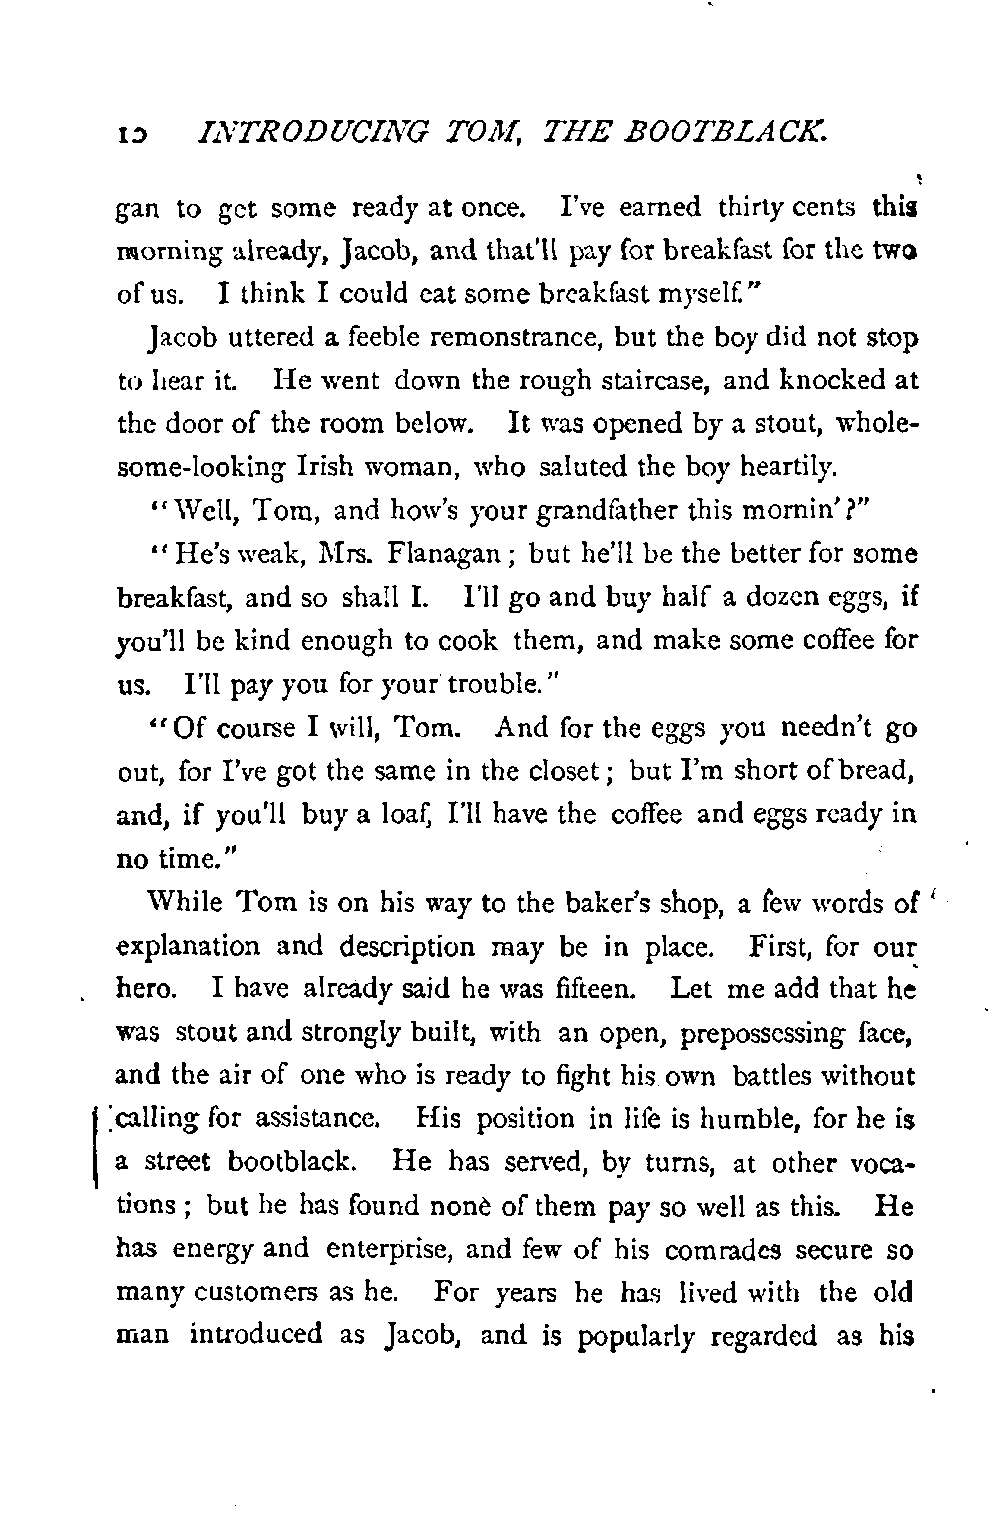 10 INTRODUCING TOM, THE BOOTBLACK.
gan to get some ready at once. I've earned thirty cents this
morning already, Jacob, and that'll pay for breakfast for the two
of us. I think I could eat some breakfast myself."
Jacob uttered a feeble remonstrance, but the boy did not stop
to hear it. He went down the rough staircase, and knocked at
the door of the room below. It was opened by a stout, whole-
some-looking Irish woman, who saluted the boy heartily.
"Well, Tom, and how's your grandfather this mornin'?"
"He's weak, Mrs. Flanagan; but he'll be the better for some
breakfast, and so shall I. I'll go and buy half a dozen eggs, if
you'll be kind enough to cook them, and make some coffee for
us. I'll pay you for your trouble."
"Of course I will, Tom. And for the eggs you needn't go
out, for I've got the same in the closet; but I'm short of bread,
and, if you'll buy a loaf, I'll have the coffee and eggs ready in
no time."
While Tom is on his way to the baker's shop, a few words of
explanation and description may be in place. First, for our
hero. I have already said he was fifteen. Let me add that he
was stout and strongly built, with an open, prepossessing face,
and the air of one who is ready to fight his own battles without
calling for assistance. His position in life is humble, for he is
a street bootblack. He has served, by turns, at other voca-
tions; but he has found none of them pay so well as this. He
has energy and enterprise, and few of his comrades secure so
many customers as he. For years he has lived with the old
man introduced as Jacob, and is popularly regarded as his